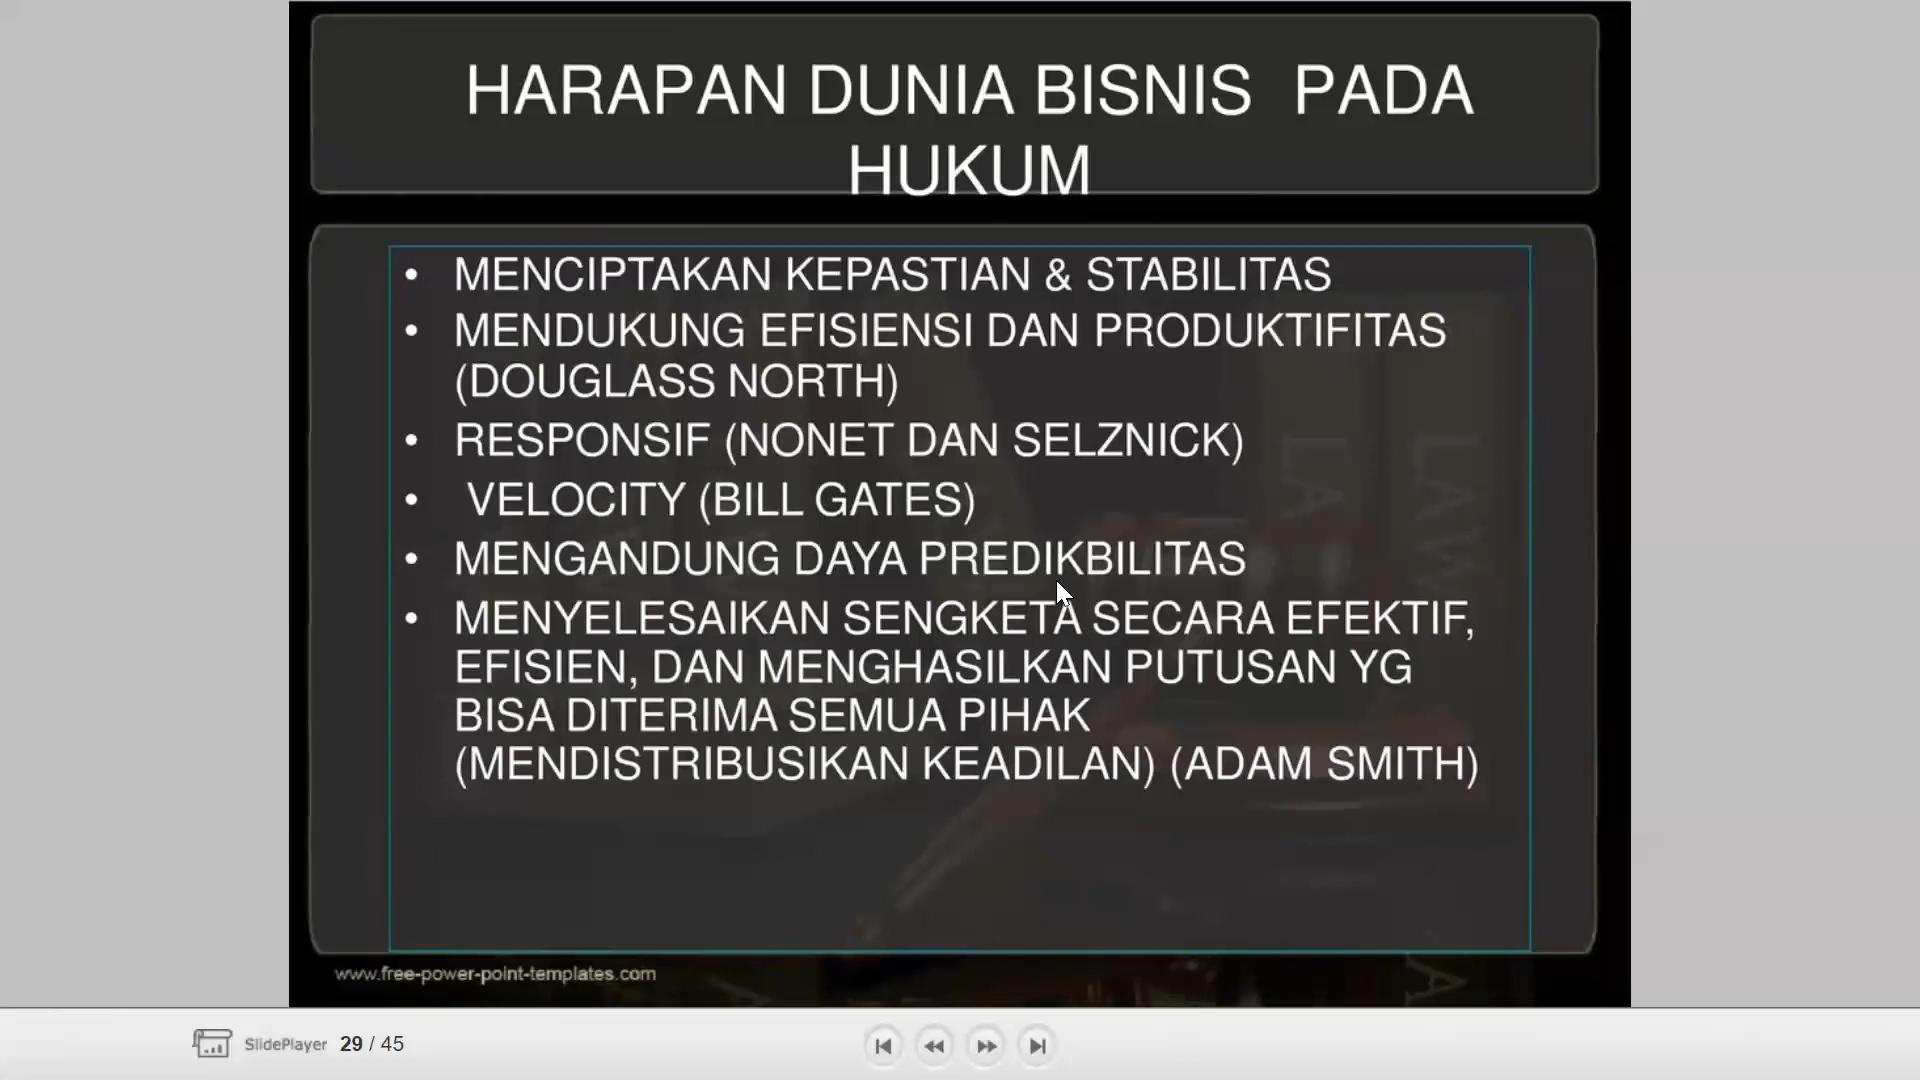 HARAPAN DUNIA BISNIS PADA
HUKUM
• MENCIPTAKAN KEPASTIAN & STABILITAS
• MENDUKUNG EFISIENSI DAN PRODUKTIFITAS
(DOUGLASS NORTH)
• RESPONSIF (NONET DAN SELZNICK)
• VELOCITY (BILL GATES)
• MENGANDUNG DAYA PREDIKBILITAS
• MENYELESAIKAN SENGKETA SECARA EFEKTIF,
EFISIEN, DAN MENGHASILKAN PUTUSAN YG
BISA DITERIMA SEMUA PIHAK
(MENDISTRIBUSIKAN KEADILAN) (ADAM SMITH)
LAW
www.free-power-point-templates.com
SlidePlayer 29 / 45